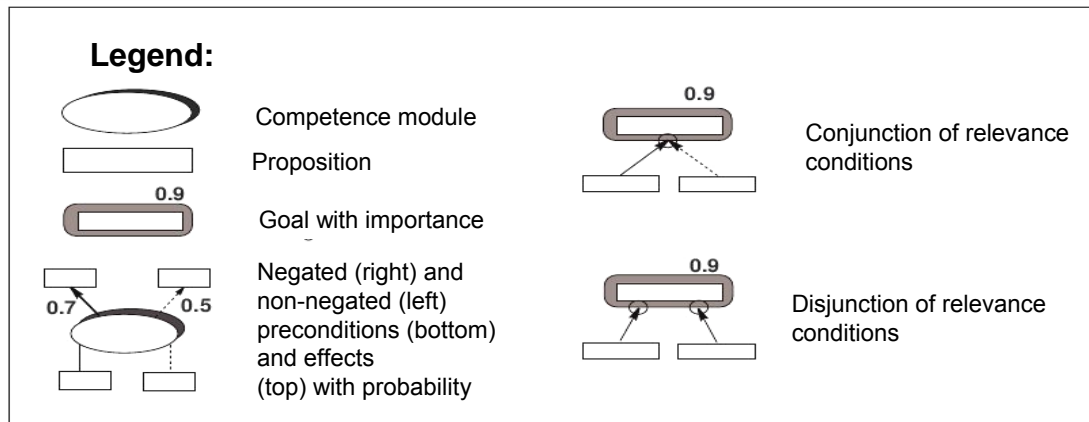 Legend:
Competence module
Proposition
0.9
Goal with importance
0.7
0.5
Negated (right) and
non-negated (left)
preconditions (bottom)
and effects
(top) with probability
0.9
Conjunction of relevance
conditions
0.9
Disjunction of relevance
conditions